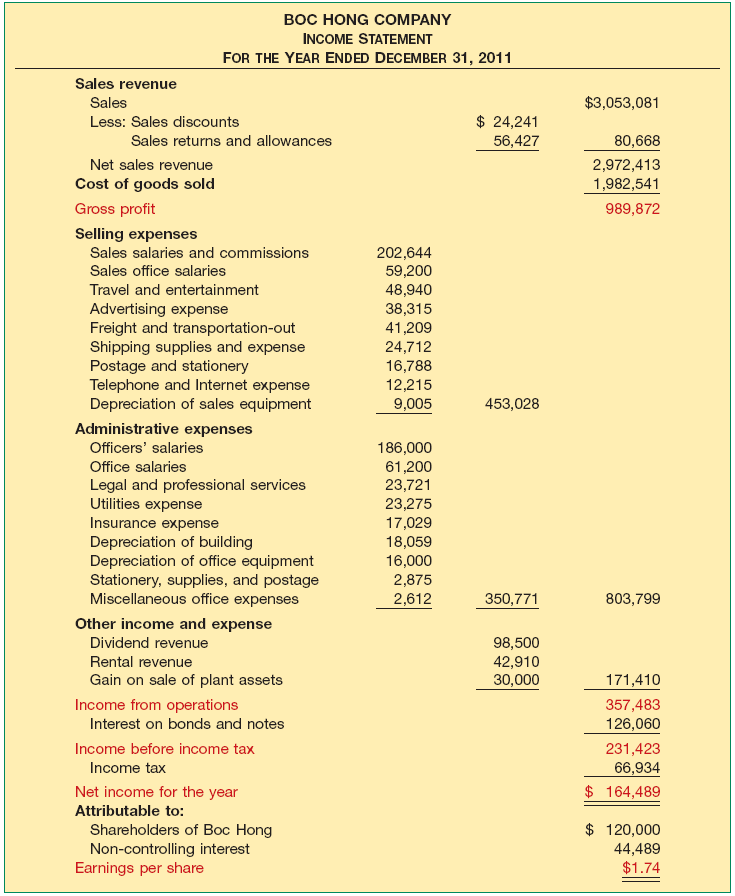 BOC HONG COMPANY
INCOME STATEMENT
FOR THE YEAR ENDED DECEMBER 31, 2011
Sales revenue
Sales $3,053,081
Less: Sales discounts $ 24,241
Sales returns and allowances 56,427 80,668
Net sales revenue 2,972,413
Cost of goods sold 1,982,541
Gross profit 989,872
Selling expenses
Sales salaries and commissions 202,644
Sales office salaries 59,200
Travel and entertainment 48,940
Advertising expense 38,315
Freight and transportation-out 41,209
Shipping supplies and expense 24,712
Postage and stationery 16,788
Telephone and Internet expense 12,215
Depreciation of sales equipment 9,005 453,028
Administrative expenses
Officers' salaries 186,000
Office salaries 61,200
Legal and professional services 23,721
Utilities expense 23,275
Insurance expense 17,029
Depreciation of building 18,059
Depreciation of office equipment 16,000
Stationery, supplies, and postage 2,875
Miscellaneous office expenses 2,612 350,771 803,799
Other income and expense
Dividend revenue 98,500
Rental revenue 42,910
Gain on sale of plant assets 30,000 171,410
Income from operations 357,483
Interest on bonds and notes 126,060
Income before income tax 231,423
Income tax 66,934
Net income for the year $ 164,489
Attributable to:
Shareholders of Boc Hong $ 120,000
Non-controlling interest 44,489
Earnings per share $1.74